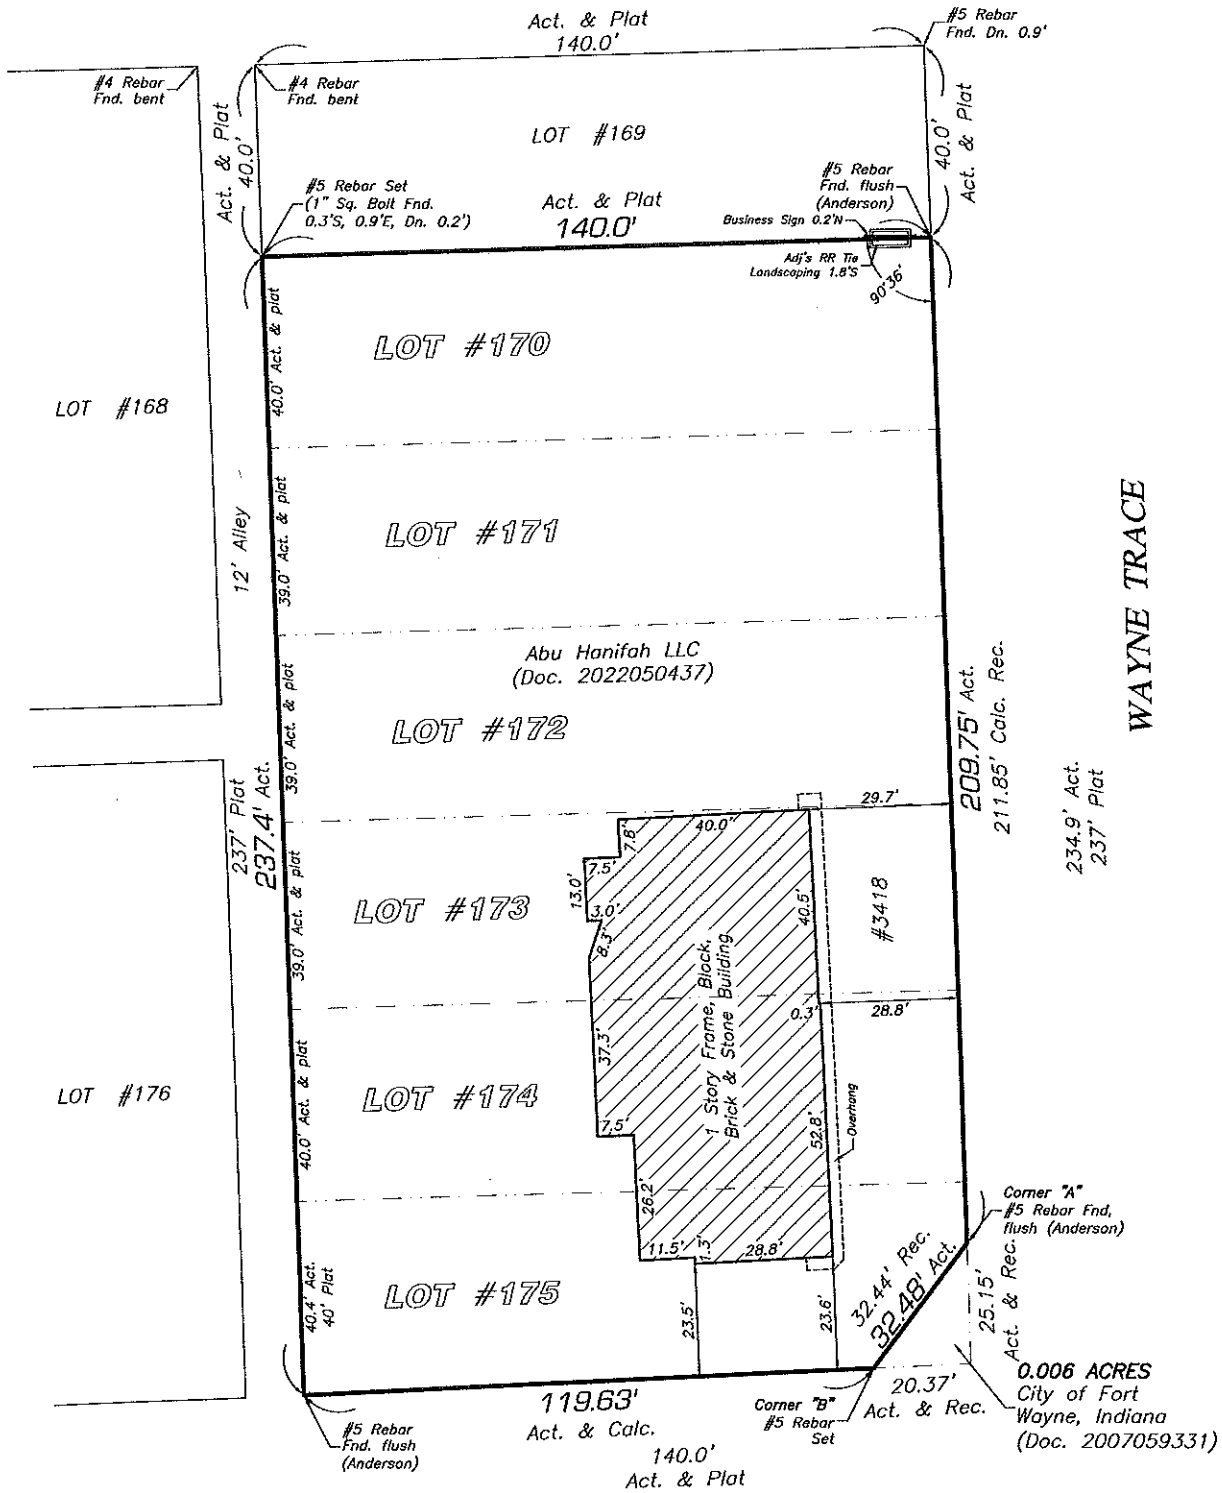 Act. & Plat
140.0'
#5 Rebar
Fnd. Dn. 0.9'
#4 Rebar
Fnd. bent
#4 Rebar
Fnd. bent
Act. & Plat
40.0'
LOT #169
40.0'
Act. & Plat
#5 Rebar Set
(1" Sq. Bolt Fnd.
0.3'S, 0.9'E, Dn. 0.2')
Act. & Plat
140.0'
#5 Rebar
Fnd. flush
(Anderson)
Business Sign 0.2'N
Adj's RR Tie
Landscaping 1.8'S
90°36'
40.0' Act. & plat
LOT #170
LOT #168
12' Alley
39.0' Act. & plat
LOT #171
WAYNE TRACE
Abu Hanifah LLC
(Doc. 2022050437)
39.0' Act. & plat
LOT #172
209.75' Act.
211.85' Calc. Rec.
234.9' Act.
237' Plat
237' Plat
237.4' Act.
29.7'
40.0'
7.8'
7.5'
13.0'
3.0'
8.3'
40.5'
39.0' Act. & plat
LOT #173
#3418
1 Story Frame, Block,
Brick & Stone Building
0.3'
28.8'
37.3'
40.0' Act. & plat
LOT #174
LOT #176
7.5'
52.8'
Overhang
26.2'
11.5'
1.3'
28.8'
Corner "A"
#5 Rebar Fnd,
flush (Anderson)
32.44' Rec.
32.48' Act.
25.15'
Act. & Rec.
40.4' Act.
40' Plat
LOT #175
23.5'
23.6'
0.006 ACRES
City of Fort
Wayne, Indiana
(Doc. 2007059331)
20.37'
Act. & Rec.
119.63'
Act. & Calc.
Corner "B"
#5 Rebar
Set
#5 Rebar
Fnd. flush
(Anderson)
140.0'
Act. & Plat